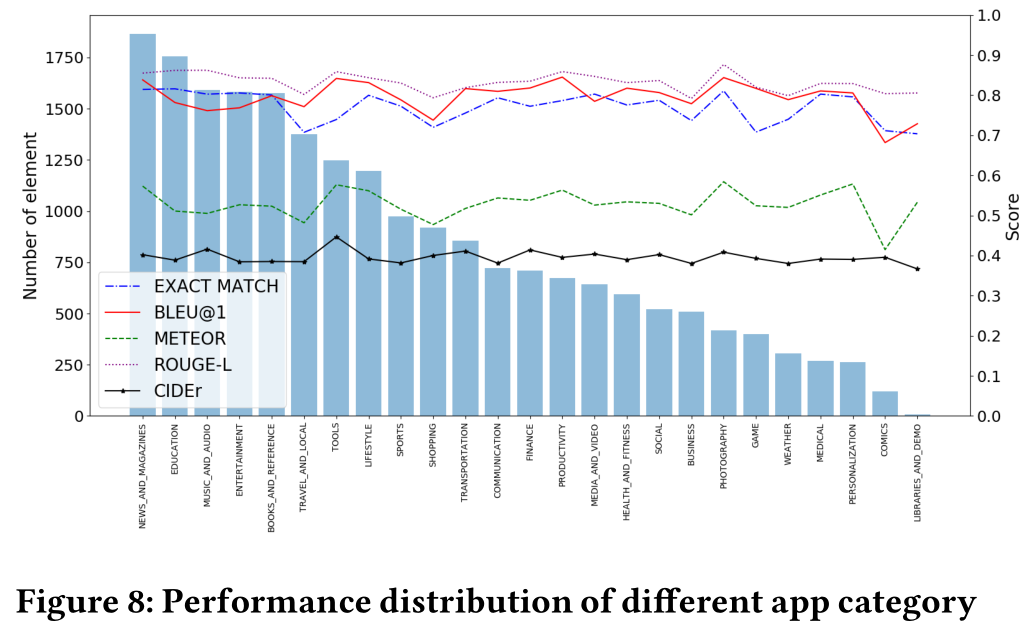 1.0
0.9
0.8
0.7
0.6
0.5
0.4
0.3
0.2
0.1
0.0
Score
1750
1500
1250
1000
750
500
250
0
Number of element
EXACT MATCH
BLEU@1
METEOR
ROUGE-L
CIDEr
NEWS_AND_MAGAZINES
EDUCATION
MUSIC_AND_AUDIO
ENTERTAINMENT
BOOKS_AND_REFERENCE
TRAVEL_AND_LOCAL
TOOLS
LIFESTYLE
SPORTS
SHOPPING
TRANSPORTATION
COMMUNICATION
FINANCE
PRODUCTIVITY
MEDIA_AND_VIDEO
HEALTH_AND_FITNESS
SOCIAL
BUSINESS
PHOTOGRAPHY
GAME
WEATHER
MEDICAL
PERSONALIZATION
COMICS
LIBRARIES_AND_DEMO
Figure 8: Performance distribution of different app category